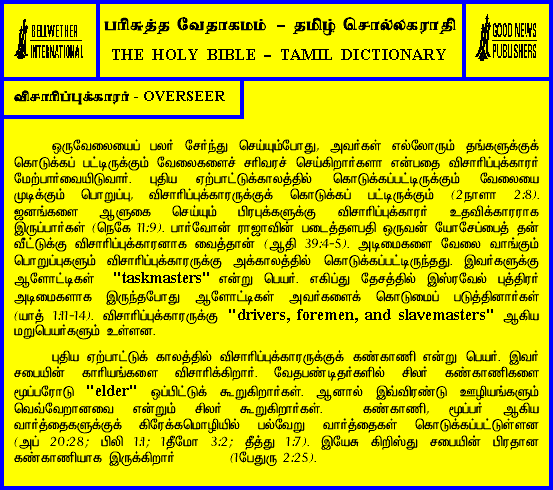 BELLWETHER
INTERNATIONAL
பரிசுத்த வேதாகமம் – தமிழ் சொல்லகராதி
THE HOLY BIBLE – TAMIL DICTIONARY
GOOD NEWS
PUBLISHERS
விசாரிப்புக்காரர் - OVERSEER
ஒருவேலையைப் பலர் சேர்ந்து செய்யும்போது, அவர்கள் எல்லோரும் தங்களுக்குக்
கொடுக்கப் பட்டிருக்கும் வேலைகளைச் சரிவரச் செய்கிறார்களா என்பதை விசாரிப்புக்காரர்
மேற்பார்வையிடுவார். புதிய ஏற்பாட்டுக்காலத்தில் கொடுக்கப்பட்டிருக்கும் வேலையை
முடிக்கும் பொறுப்பு, விசாரிப்புகாரருக்குக் கொடுக்கப் பட்டிருக்கும் (2நாளா 2:8).
ஜனங்களை ஆளுகை செய்யும் பிரபுக்களுக்கு விசாரிப்புக்காரர் உதவிக்காரராக
இருப்பார்கள் (நெகே 11:9). பார்வோன் ராஜாவின் படைத்தளபதி ஒருவன் யோசேப்பைத் தன்
வீட்டுக்கு விசாரிப்புக்காரனாக வைத்தான் (ஆதி 39:4-5). அடிமைகளை வேலை வாங்கும்
பொறுப்புகளும் விசாரிப்புக்காரருக்கு அக்காலத்தில் கொடுக்கப்பட்டிருந்தது. இவர்களுக்கு
ஆளோட்டிகள் "taskmasters" என்று பெயர். எகிப்து தேசத்தில் இஸ்ரவேல் புத்திரர்
அடிமைகளாக இருந்தபோது ஆளோட்டிகள் அவர்களைக் கொடுமைப் படுத்தினார்கள்
(யாத் 1:11-14). விசாரிப்புக்காரருக்கு "drivers, foremen, and slavemasters" ஆகிய
மறுபெயர்களும் உள்ளன.
புதிய ஏற்பாட்டுக் காலத்தில் விசாரிப்புகாரருக்குக் கண்காணி என்று பெயர். இவர்
சபையின் காரியங்களை விசாரிக்கிறார். வேதபண்டிதர்களில் சிலர் கண்காணிகளை
மூப்பரோடு "elder" ஒப்பிட்டுக் கூறுகிறார்கள். ஆனால் இவ்விரண்டு ஊழியங்களும்
வெவ்வேறானவை என்றும் சிலர் கூறுகிறார்கள். கண்காணி, மூப்பர் ஆகிய
வார்த்தைகளுக்குக் கிரேக்கமொழியில் பல்வேறு வார்த்தைகள் கொடுக்கப்பட்டுள்ளன
(அப் 20:28; பிலி 1:1; 1தீமோ 3:2; தீத்து 1:7). இயேசு கிறிஸ்து சபையின் பிரதான
கண்காணியாக இருக்கிறார் (1பேதுரு 2:25).